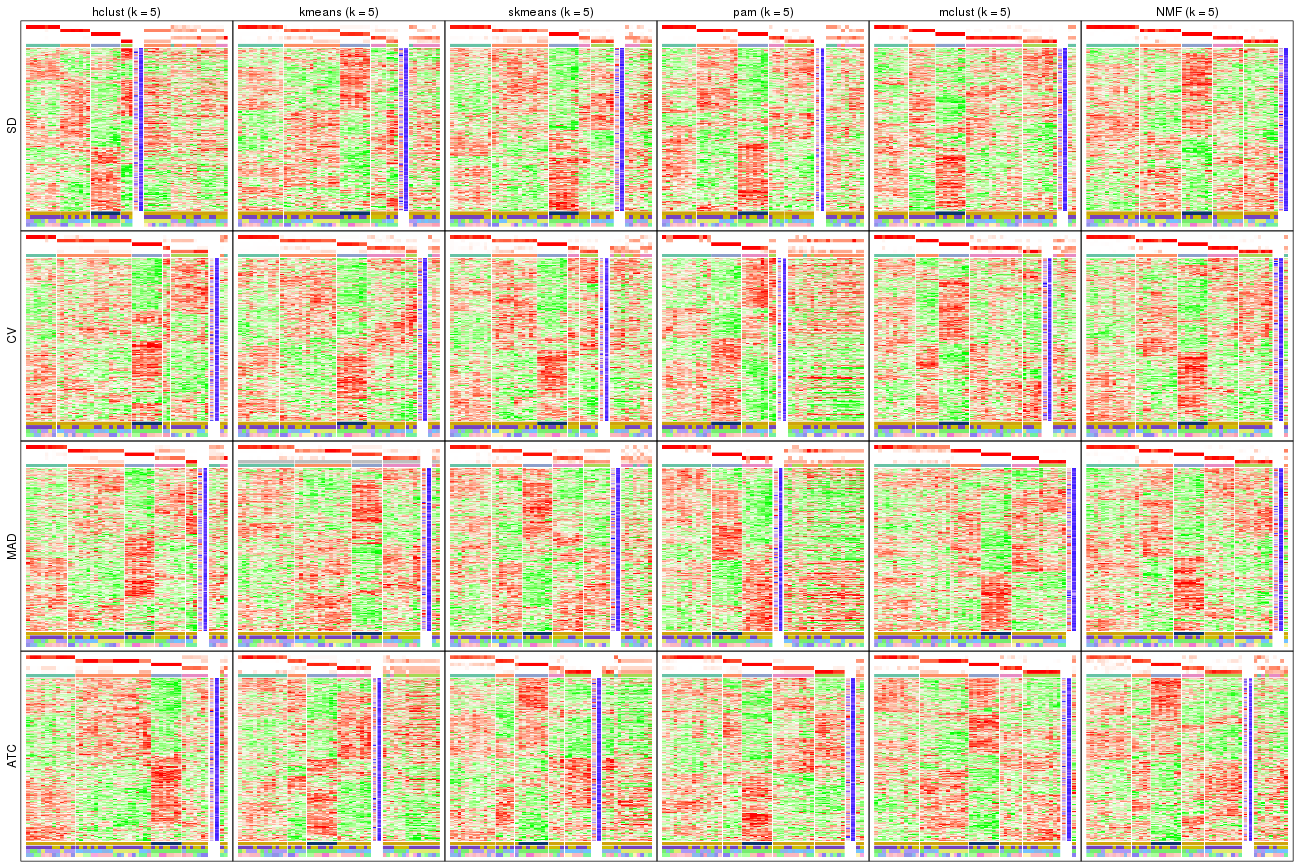 hclust (k = 5) kmeans (k = 5) skmeans (k = 5) pam (k = 5) mclust (k = 5) NMF (k = 5)
SD
CV
MAD
ATC